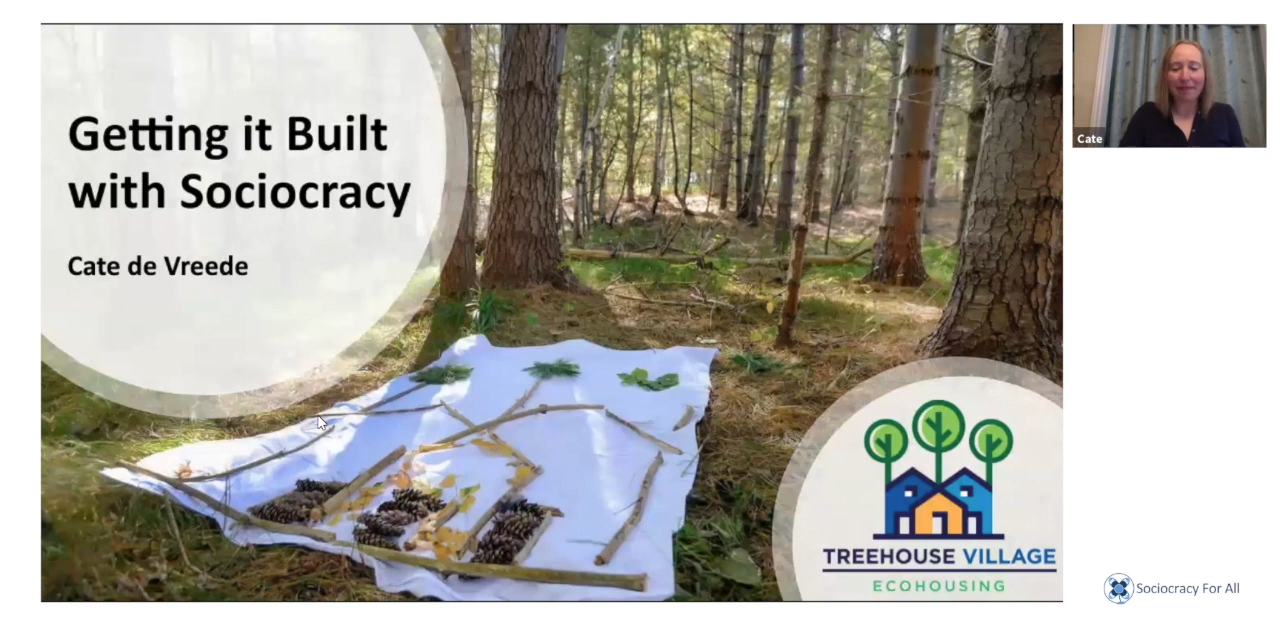 Getting it Built
with Sociocracy
Cate de Vreede
Cate
TREEHOUSE VILLAGE
ECOHOUSING
Sociocracy For All